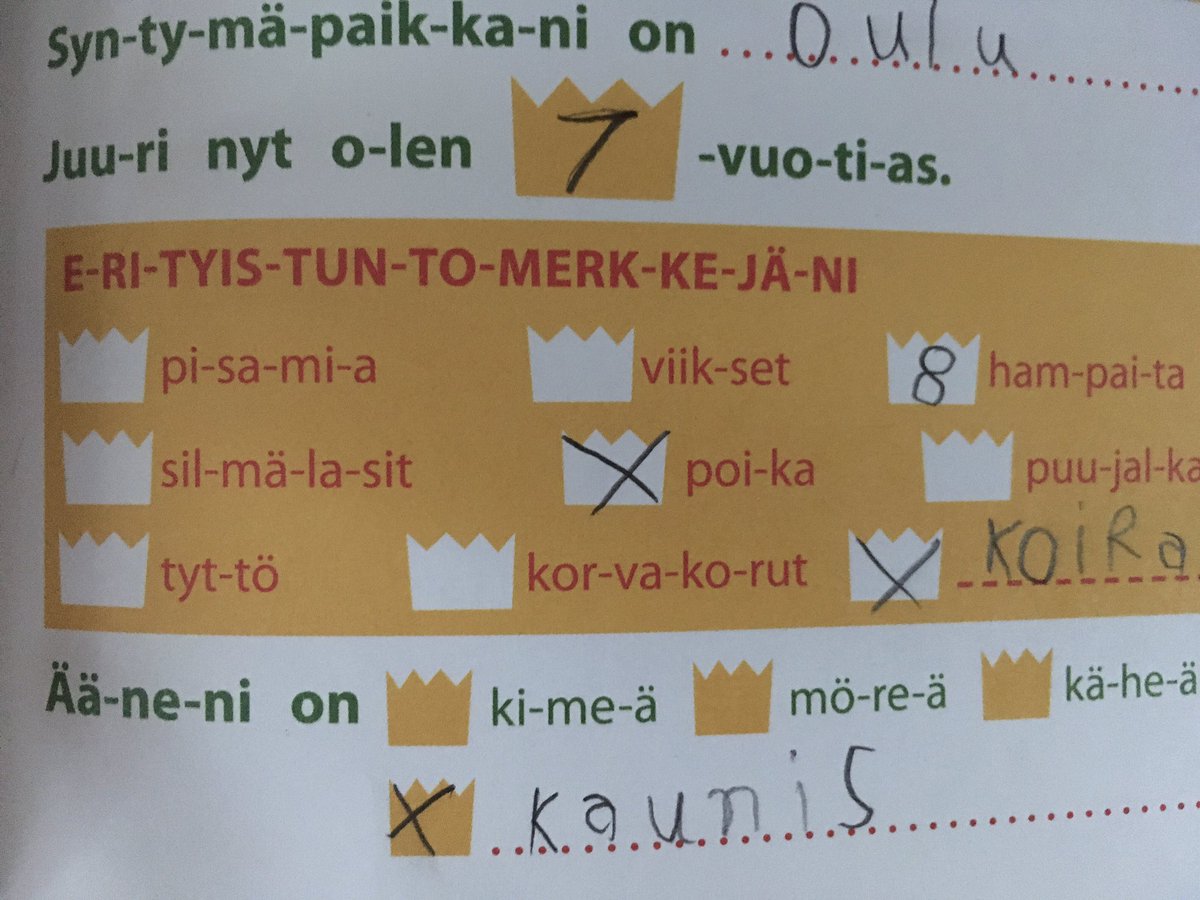 Syn-ty-mä-paik-ka-ni on oulu
Juu-ri nyt o-len 7 -vuo-ti-as.
E-RI-TYIS-TUN-TO-MERK-KE-JÄ-NI
pi-sa-mi-a viik-set 8 ham-pai-ta
sil-mä-la-sit X poi-ka puu-jal-ka
tyt-tö kor-va-ko-rut X KOiRa
Ää-ne-ni on ki-me-ä mö-re-ä kä-he-ä
X kauniS